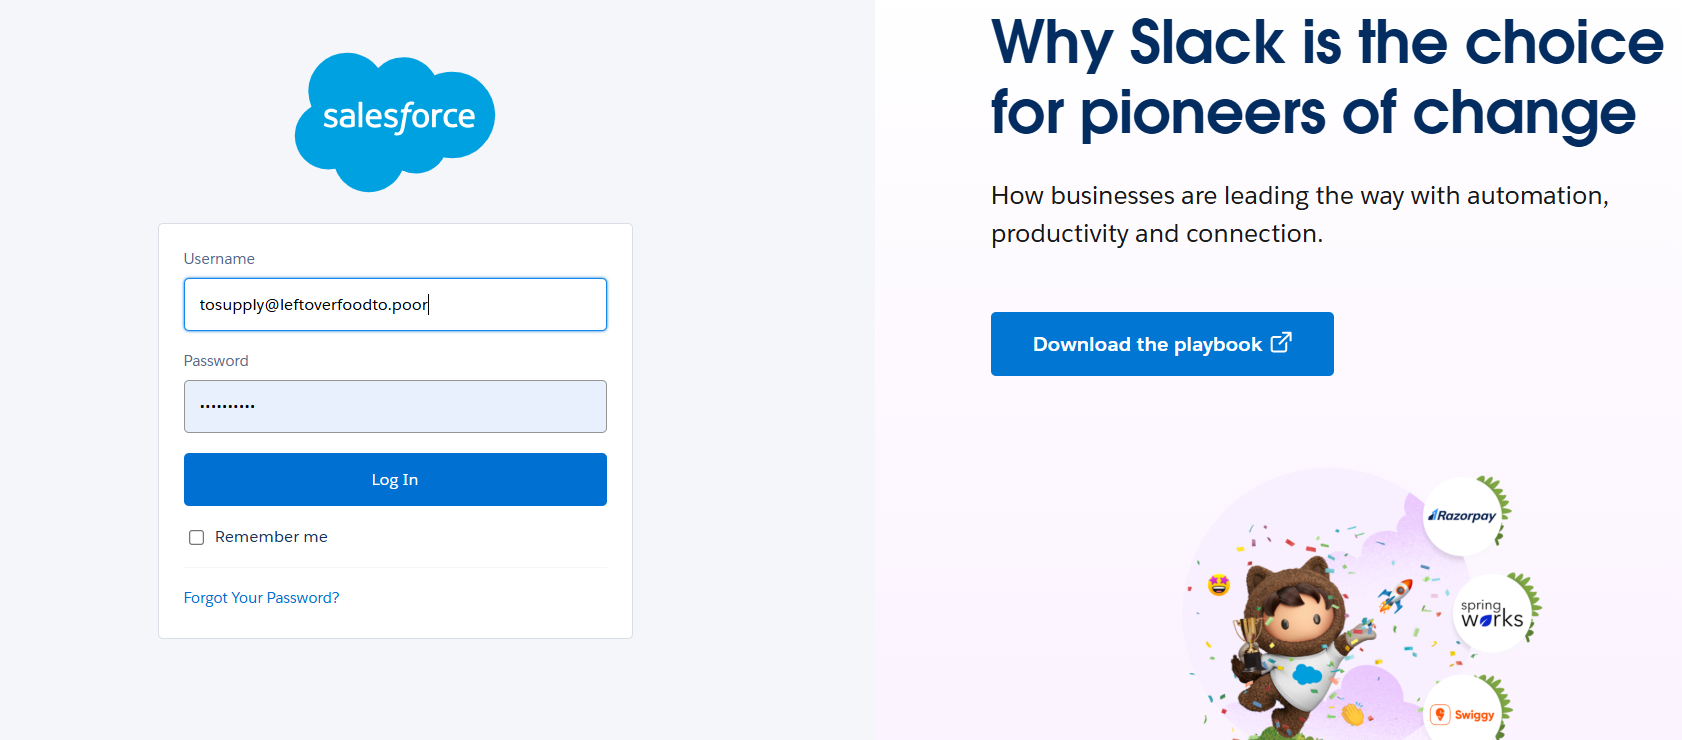 salesforce
Username
tosupply@leftoverfoodto.poor
Password
••••••••••
Log In
Remember me
Forgot Your Password?
Why Slack is the choice
for pioneers of change
How businesses are leading the way with automation,
productivity and connection.
Download the playbook
Razorpay
spring
works
Swiggy